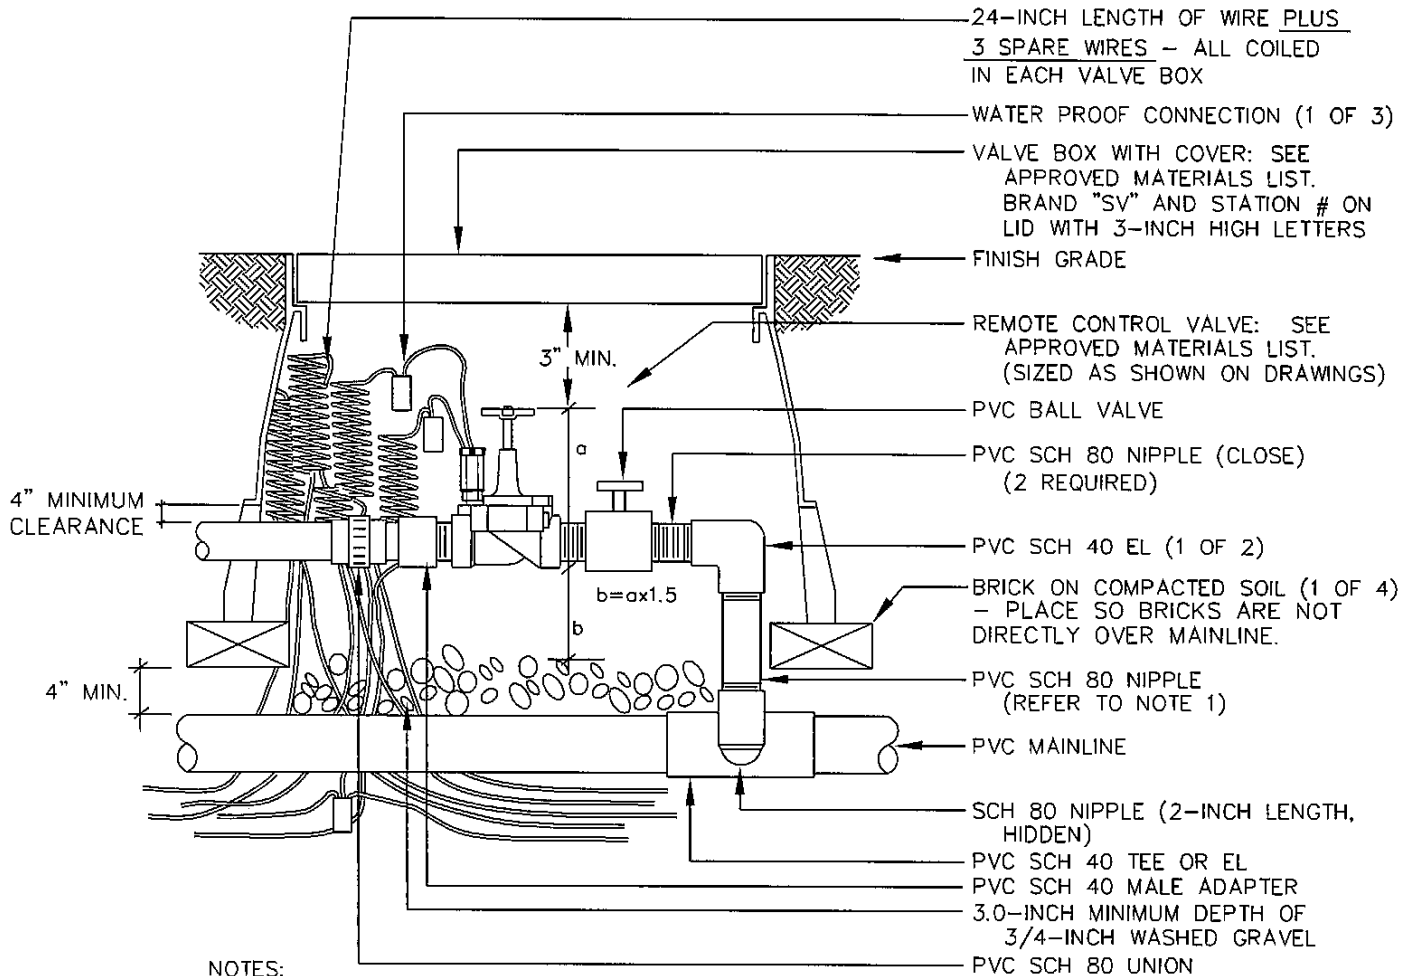 24-INCH LENGTH OF WIRE PLUS
3 SPARE WIRES - ALL COILED
IN EACH VALVE BOX
WATER PROOF CONNECTION (1 OF 3)
VALVE BOX WITH COVER: SEE
APPROVED MATERIALS LIST.
BRAND "SV" AND STATION # ON
LID WITH 3-INCH HIGH LETTERS
FINISH GRADE
REMOTE CONTROL VALVE: SEE
APPROVED MATERIALS LIST.
(SIZED AS SHOWN ON DRAWINGS)
3" MIN.
PVC BALL VALVE
a
PVC SCH 80 NIPPLE (CLOSE)
(2 REQUIRED)
4" MINIMUM
CLEARANCE
PVC SCH 40 EL (1 OF 2)
b=ax1.5
BRICK ON COMPACTED SOIL (1 OF 4)
- PLACE SO BRICKS ARE NOT
DIRECTLY OVER MAINLINE.
b
4" MIN.
PVC SCH 80 NIPPLE
(REFER TO NOTE 1)
PVC MAINLINE
SCH 80 NIPPLE (2-INCH LENGTH,
HIDDEN)
PVC SCH 40 TEE OR EL
PVC SCH 40 MALE ADAPTER
3.0-INCH MINIMUM DEPTH OF
3/4-INCH WASHED GRAVEL
PVC SCH 80 UNION
NOTES: